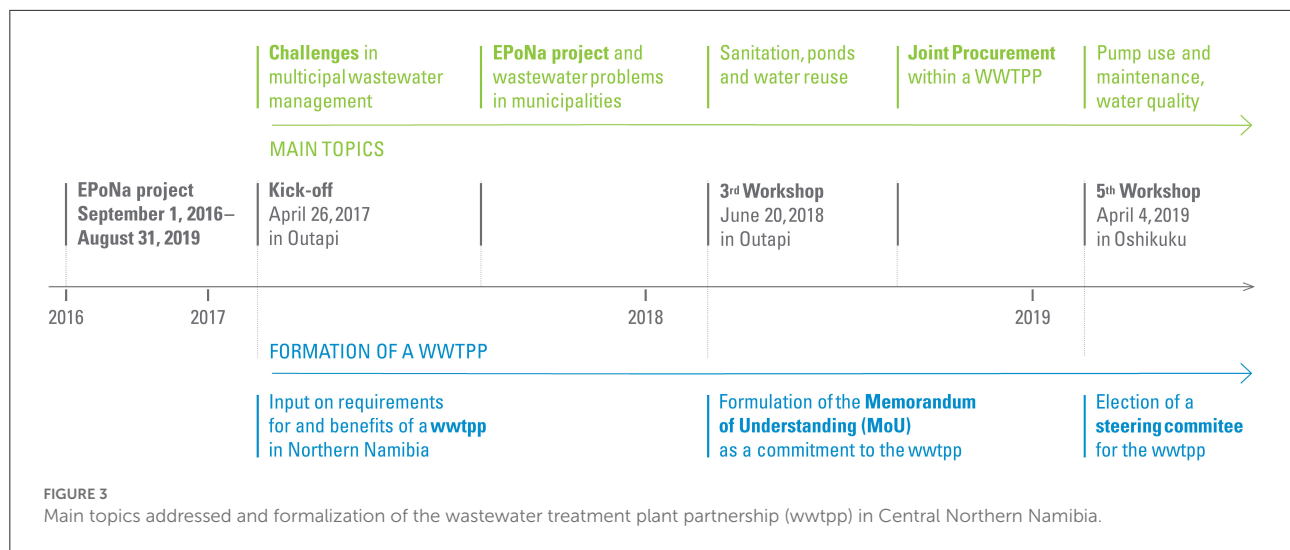 Challenges in
multicipal wastewater
management
EPoNa project and
wastewater problems
in municipalities
Sanitation, ponds
and water reuse
Joint Procurement
within a WWTPP
Pump use and
maintenance,
water quality
MAIN TOPICS
EPoNa project
September 1, 2016–
August 31, 2019
Kick-off
April 26, 2017
in Outapi
3rd Workshop
June 20, 2018
in Outapi
5th Workshop
April 4, 2019
in Oshikuku
2016
2017
2018
2019
FORMATION OF A WWTPP
Input on requirements
for and benefits of a wwtpp
in Northern Namibia
Formulation of the Memorandum
of Understanding (MoU)
as a commitment to the wwtpp
Election of a
steering commitee
for the wwtpp
FIGURE 3
Main topics addressed and formalization of the wastewater treatment plant partnership (wwtpp) in Central Northern Namibia.